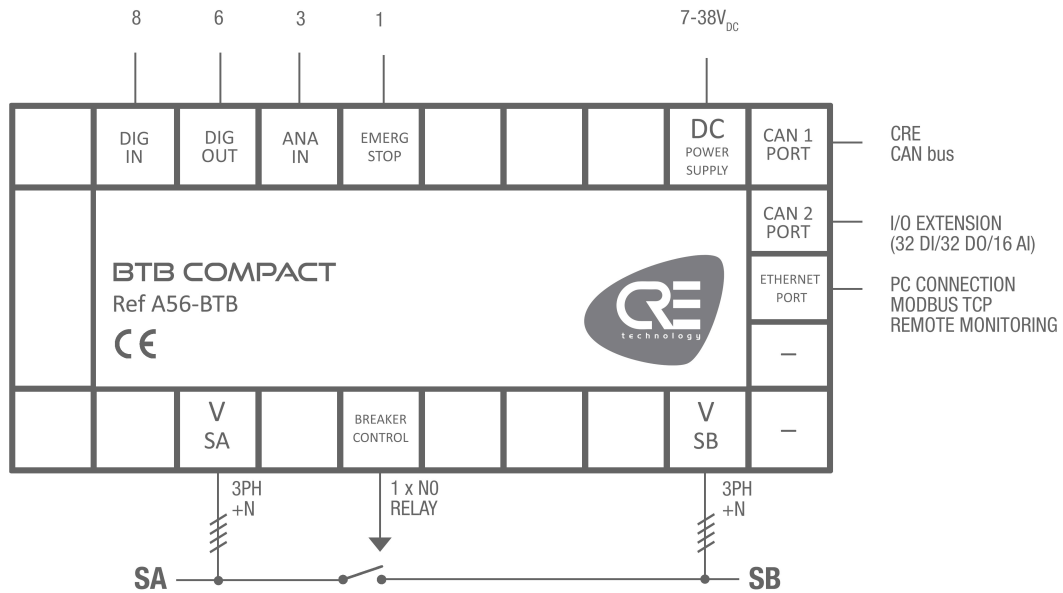 8
6
3
1
7-38VDC
DIG
IN
DIG
OUT
ANA
IN
EMERG
STOP
DC
POWER
SUPPLY
CAN 1
PORT
CRE
CAN bus
CAN 2
PORT
I/O EXTENSION
(32 DI/32 DO/16 AI)
ETHERNET
PORT
PC CONNECTION
MODBUS TCP
REMOTE MONITORING
BTB COMPACT
Ref A56-BTB
CE
CRE
technology
–
V
SA
BREAKER
CONTROL
V
SB
–
3PH
+N
1 x NO
RELAY
3PH
+N
SA
SB